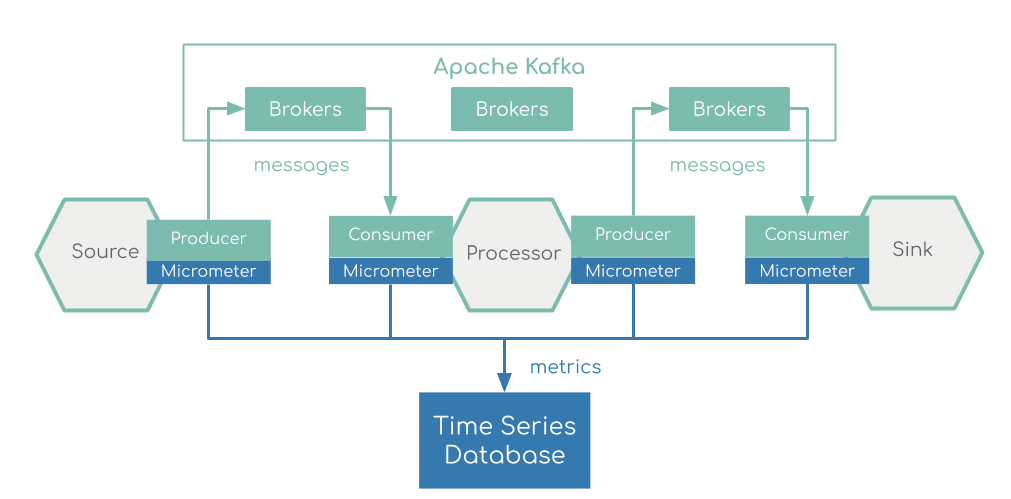 Apache Kafka
Brokers
Brokers
Brokers
messages
messages
Source
Producer
Micrometer
Consumer
Micrometer
Processor
Producer
Micrometer
Consumer
Micrometer
Sink
metrics
Time Series
Database